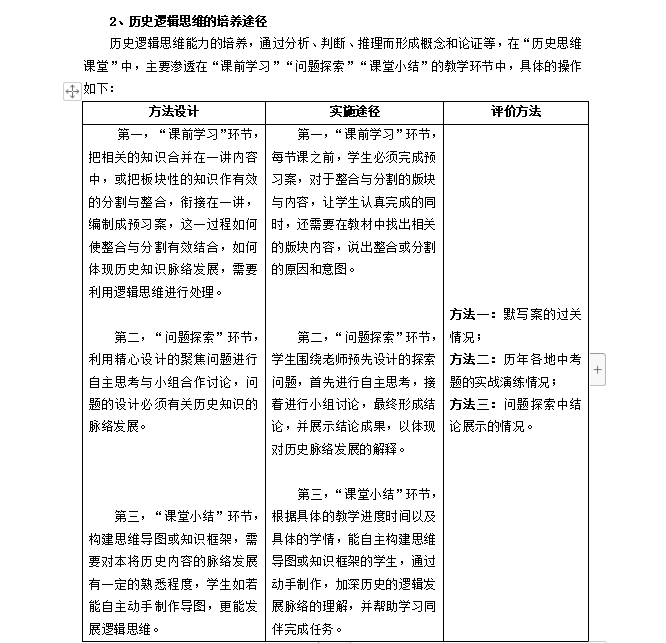 2、历史逻辑思维的培养途径
历史逻辑思维能力的培养，通过分析、判断、推理而形成概念和论证等，在“历史思维
课堂”中，主要渗透在“课前学习”“问题探索”“课堂小结”的教学环节中，具体的操作
如下：
方法设计
实施途径
评价方法
第一，“课前学习”环节，
把相关的知识合并在一讲内容
中，或把板块性的知识作有效
的分割与整合，衔接在一讲，
编制成预习案，这一过程如何
使整合与分割有效结合，如何
体现历史知识脉络发展，需要
利用逻辑思维进行处理。
第二，“问题探索”环节，
利用精心设计的聚焦问题进行
自主思考与小组合作讨论，问
题的设计必须有关历史知识的
脉络发展。
第三，“课堂小结”环节，
构建思维导图或知识框架，需
要对本将历史内容的脉络发展
有一定的熟悉程度，学生如若
能自主动手制作导图，更能发
展逻辑思维。
第一，“课前学习”环节，
每节课之前，学生必须完成预
习案，对于整合与分割的版块
与内容，让学生认真完成的同
时，还需要在教材中找出相关
的版块内容，说出整合或分割
的原因和意图。
第二，“问题探索”环节，
学生围绕老师预先设计的探索
问题，首先进行自主思考，接
着进行小组讨论，最终形成结
论，并展示结论成果，以体现
对历史脉络发展的解释。
第三，“课堂小结”环节，
根据具体的教学进度时间以及
具体的学情，能自主构建思维
导图或知识框架的学生，通过
动手制作，加深历史的逻辑发
展脉络的理解，并帮助学习同
伴完成任务。
方法一：默写案的过关
情况；
方法二：历年各地中考
题的实战演练情况；
方法三：问题探索中结
论展示的情况。